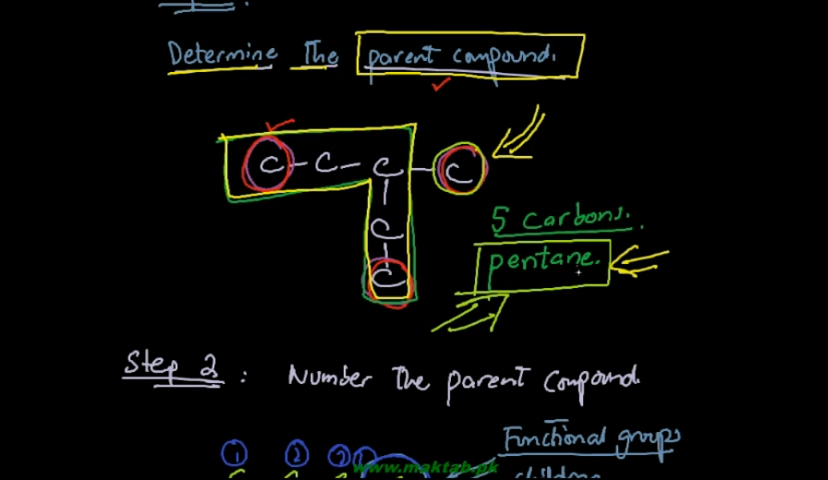 Determine The parent compound.
C - C - C - C
C
C
5 Carbons.
pentane.
Step 2 : Number The parent Compound.
Functional groups
1 2 3
www.maktab.pk
children